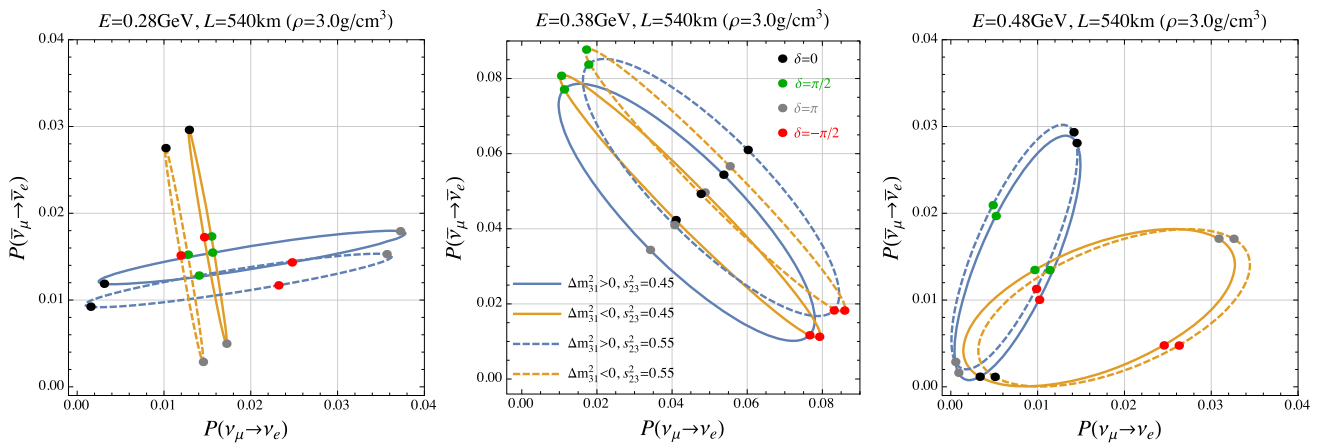 E=0.28GeV, L=540km (ρ=3.0g/cm³)
0.04
0.03
0.02
0.01
0.00
P(ν̅μ→ν̅e)
0.00 0.01 0.02 0.03 0.04
P(νμ→νe)
E=0.38GeV, L=540km (ρ=3.0g/cm³)
δ=0
δ=π/2
δ=π
δ=−π/2
0.08
0.06
0.04
0.02
0.00
P(ν̅μ→ν̅e)
Δm²31>0, s²23=0.45
Δm²31<0, s²23=0.45
Δm²31>0, s²23=0.55
Δm²31<0, s²23=0.55
0.00 0.02 0.04 0.06 0.08
P(νμ→νe)
E=0.48GeV, L=540km (ρ=3.0g/cm³)
0.04
0.03
0.02
0.01
0.00
P(ν̅μ→ν̅e)
0.00 0.01 0.02 0.03 0.04
P(νμ→νe)